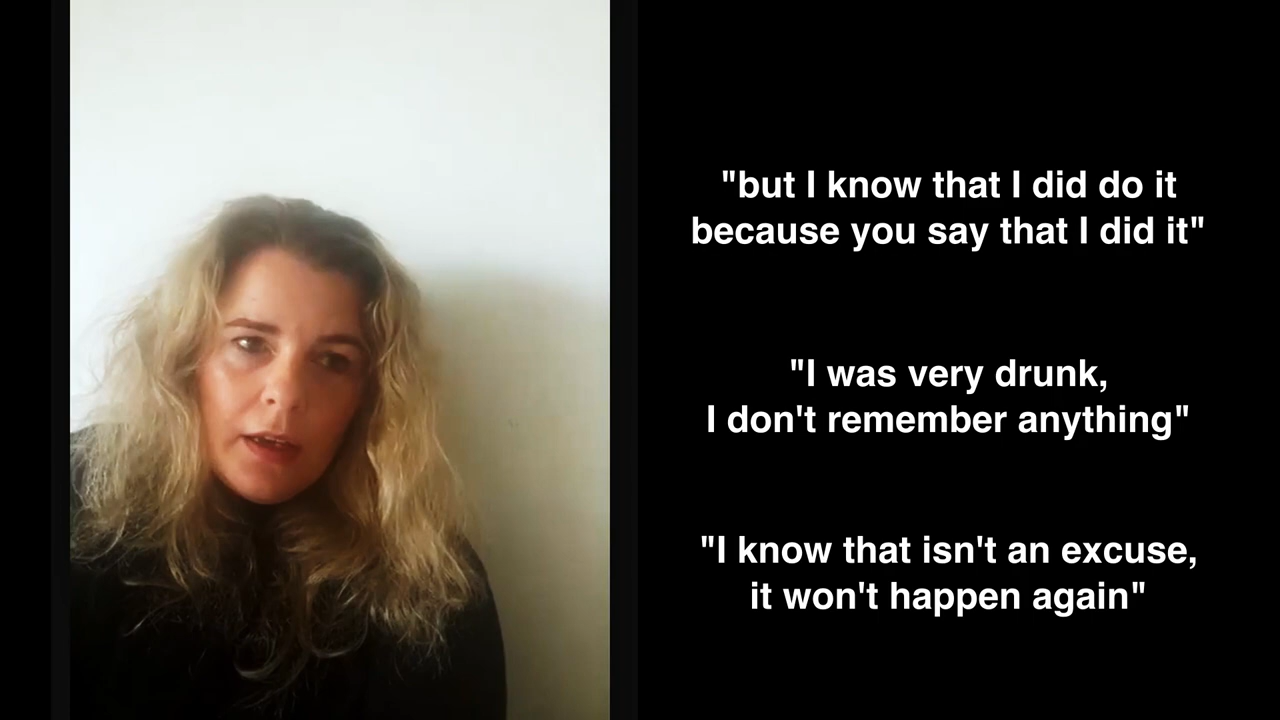 "but I know that I did do it
because you say that I did it"
"I was very drunk,
I don't remember anything"
"I know that isn't an excuse,
it won't happen again"